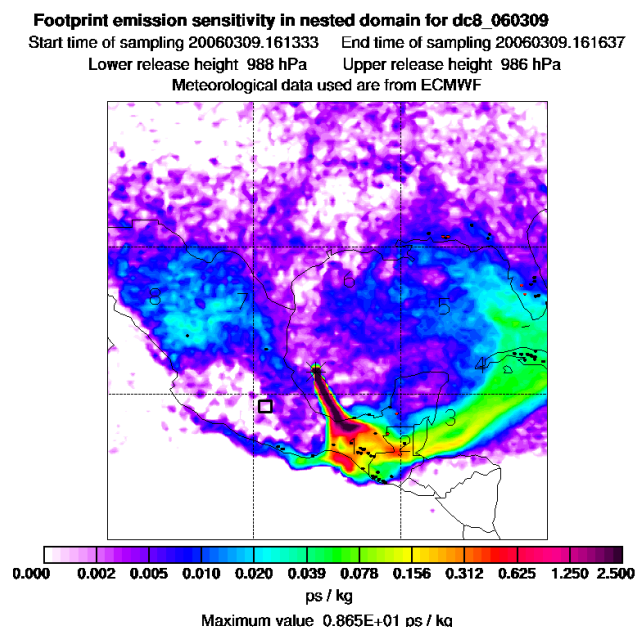 Footprint emission sensitivity in nested domain for dc8_060309
Start time of sampling 20060309.161333 End time of sampling 20060309.161637
Lower release height 988 hPa Upper release height 986 hPa
Meteorological data used are from ECMWF
6
8 7 5
4
3
2
0.000 0.002 0.005 0.010 0.020 0.039 0.078 0.156 0.312 0.625 1.250 2.500
ps / kg
Maximum value 0.865E+01 ps / kg